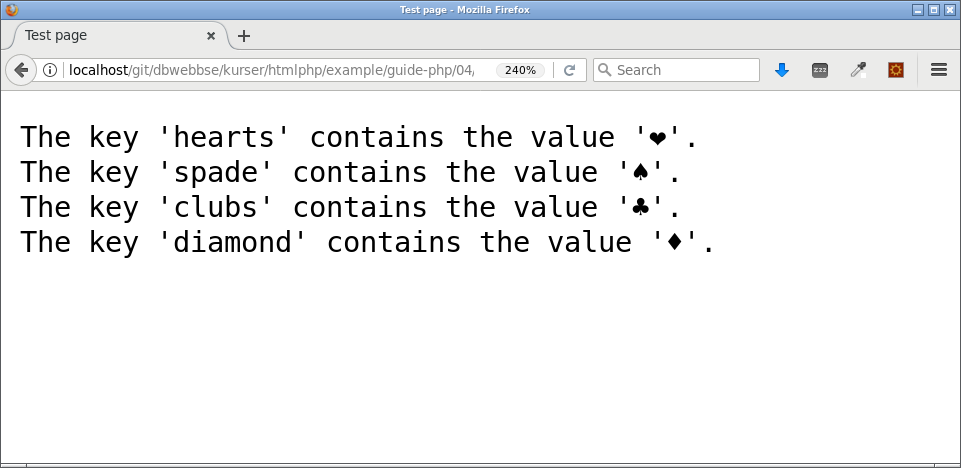 Test page - Mozilla Firefox
Test page
localhost/git/dbwebbse/kurser/htmlphp/example/guide-php/04/
240%
Search
zzz
The key 'hearts' contains the value '❤'.
The key 'spade' contains the value '♠'.
The key 'clubs' contains the value '♣'.
The key 'diamond' contains the value '♦'.